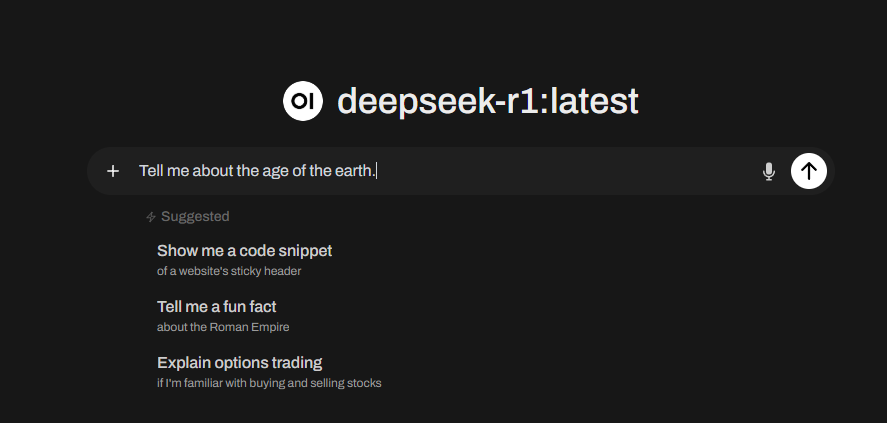 OI deepseek-r1:latest
Tell me about the age of the earth.
Suggested
Show me a code snippet
of a website's sticky header
Tell me a fun fact
about the Roman Empire
Explain options trading
if I'm familiar with buying and selling stocks